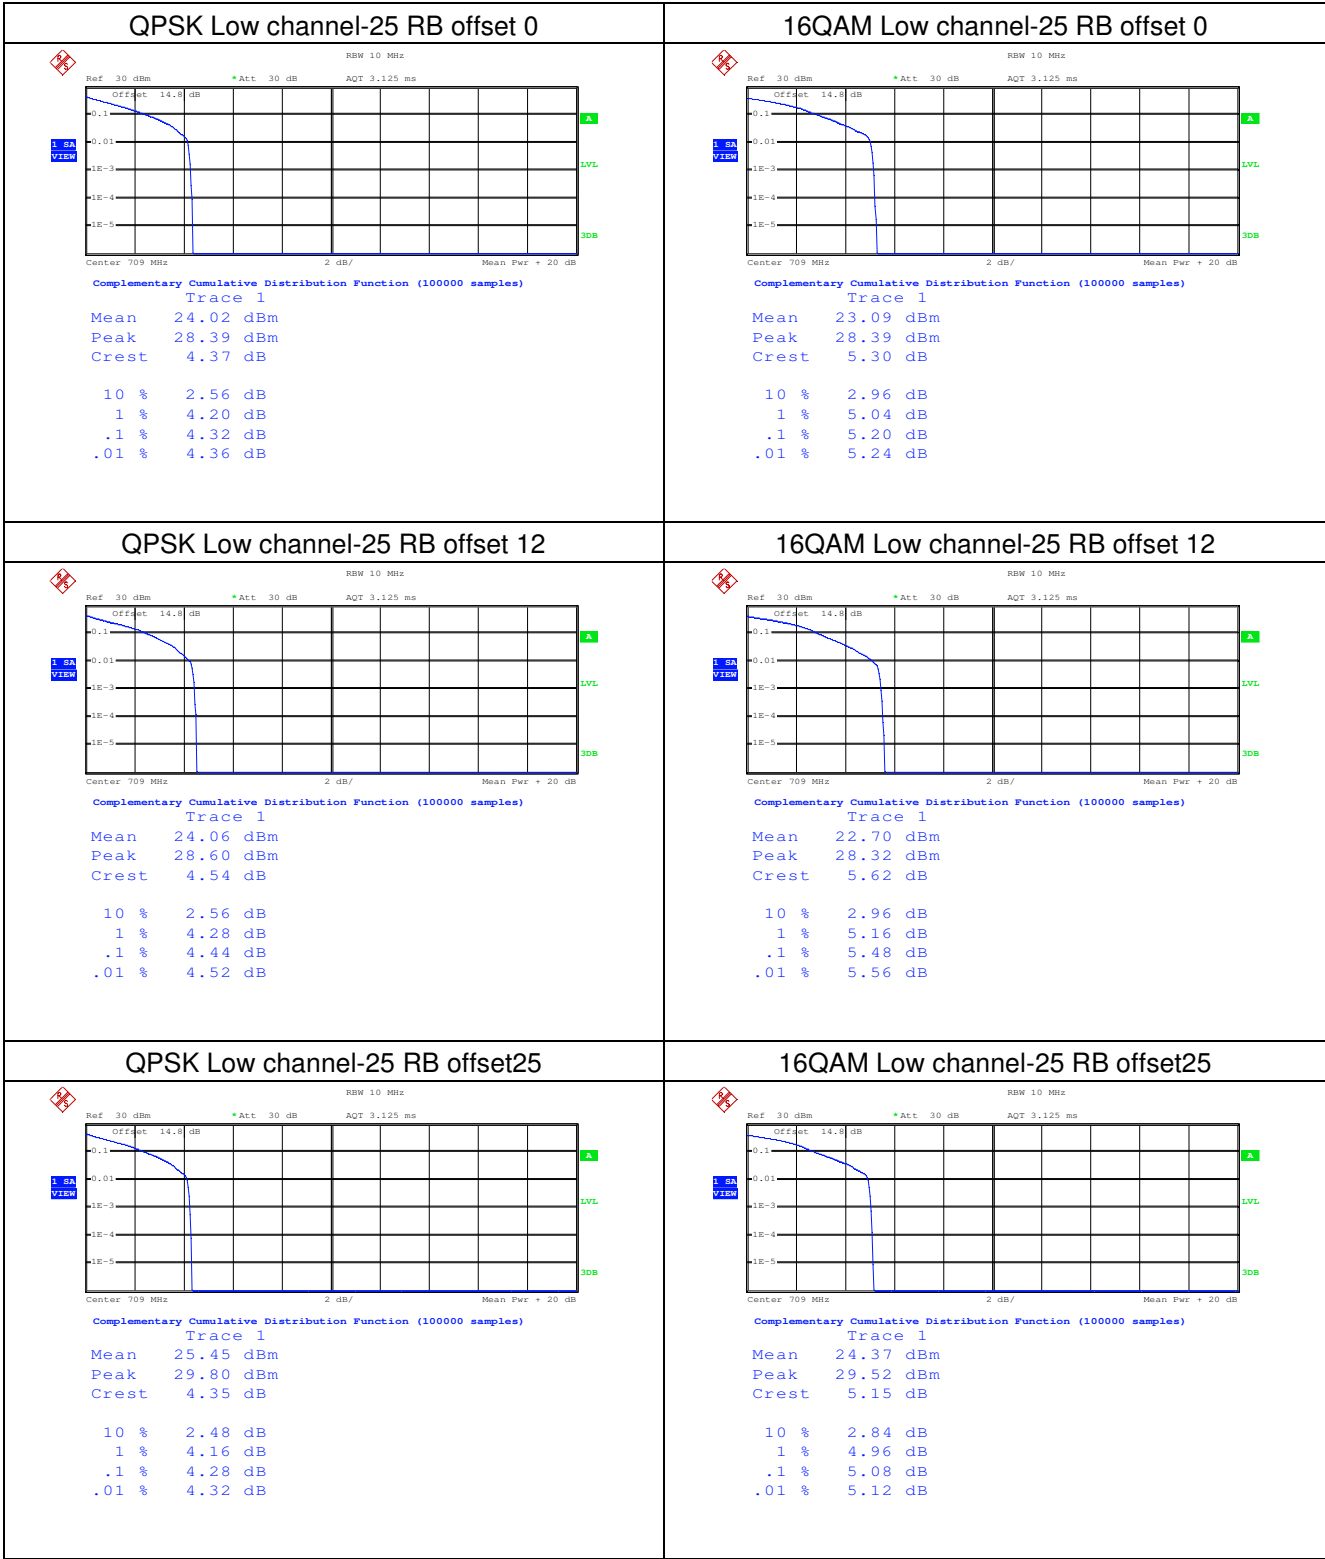 QPSK Low channel-25 RB offset 0
R S
RBW 10 MHz
Ref 30 dBm *Att 30 dB AQT 3.125 ms
Offset 14.8 dB
0.1
A
0.01
1 SA
VIEW
1E-3
LVL
1E-4
1E-5
3DB
Center 709 MHz 2 dB/ Mean Pwr + 20 dB
Complementary Cumulative Distribution Function (100000 samples)
Trace 1
Mean 24.02 dBm
Peak 28.39 dBm
Crest 4.37 dB
10 % 2.56 dB
1 % 4.20 dB
.1 % 4.32 dB
.01 % 4.36 dB
16QAM Low channel-25 RB offset 0
R S
RBW 10 MHz
Ref 30 dBm *Att 30 dB AQT 3.125 ms
Offset 14.8 dB
0.1
A
0.01
1 SA
VIEW
1E-3
LVL
1E-4
1E-5
3DB
Center 709 MHz 2 dB/ Mean Pwr + 20 dB
Complementary Cumulative Distribution Function (100000 samples)
Trace 1
Mean 23.09 dBm
Peak 28.39 dBm
Crest 5.30 dB
10 % 2.96 dB
1 % 5.04 dB
.1 % 5.20 dB
.01 % 5.24 dB
QPSK Low channel-25 RB offset 12
R S
RBW 10 MHz
Ref 30 dBm *Att 30 dB AQT 3.125 ms
Offset 14.8 dB
0.1
A
0.01
1 SA
VIEW
1E-3
LVL
1E-4
1E-5
3DB
Center 709 MHz 2 dB/ Mean Pwr + 20 dB
Complementary Cumulative Distribution Function (100000 samples)
Trace 1
Mean 24.06 dBm
Peak 28.60 dBm
Crest 4.54 dB
10 % 2.56 dB
1 % 4.28 dB
.1 % 4.44 dB
.01 % 4.52 dB
16QAM Low channel-25 RB offset 12
R S
RBW 10 MHz
Ref 30 dBm *Att 30 dB AQT 3.125 ms
Offset 14.8 dB
0.1
A
0.01
1 SA
VIEW
1E-3
LVL
1E-4
1E-5
3DB
Center 709 MHz 2 dB/ Mean Pwr + 20 dB
Complementary Cumulative Distribution Function (100000 samples)
Trace 1
Mean 22.70 dBm
Peak 28.32 dBm
Crest 5.62 dB
10 % 2.96 dB
1 % 5.16 dB
.1 % 5.48 dB
.01 % 5.56 dB
QPSK Low channel-25 RB offset25
R S
RBW 10 MHz
Ref 30 dBm *Att 30 dB AQT 3.125 ms
Offset 14.8 dB
0.1
A
0.01
1 SA
VIEW
1E-3
LVL
1E-4
1E-5
3DB
Center 709 MHz 2 dB/ Mean Pwr + 20 dB
Complementary Cumulative Distribution Function (100000 samples)
Trace 1
Mean 25.45 dBm
Peak 29.80 dBm
Crest 4.35 dB
10 % 2.48 dB
1 % 4.16 dB
.1 % 4.28 dB
.01 % 4.32 dB
16QAM Low channel-25 RB offset25
R S
RBW 10 MHz
Ref 30 dBm *Att 30 dB AQT 3.125 ms
Offset 14.8 dB
0.1
A
0.01
1 SA
VIEW
1E-3
LVL
1E-4
1E-5
3DB
Center 709 MHz 2 dB/ Mean Pwr + 20 dB
Complementary Cumulative Distribution Function (100000 samples)
Trace 1
Mean 24.37 dBm
Peak 29.52 dBm
Crest 5.15 dB
10 % 2.84 dB
1 % 4.96 dB
.1 % 5.08 dB
.01 % 5.12 dB